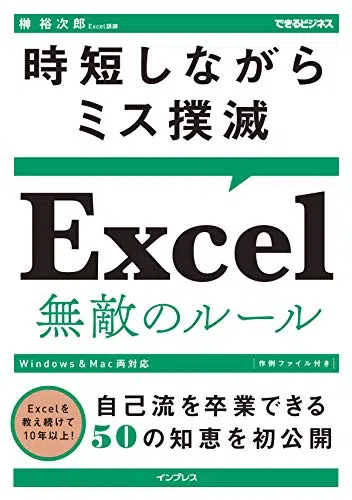 榊 裕次郎 Excel講師
できるビジネス
時短しながら
ミス撲滅
Excel
無敵のルール
Windows&Mac両対応
[作例ファイル付き]
Excelを
教え続けて
10年以上!
自己流を卒業できる
50の知恵を初公開
インプレス